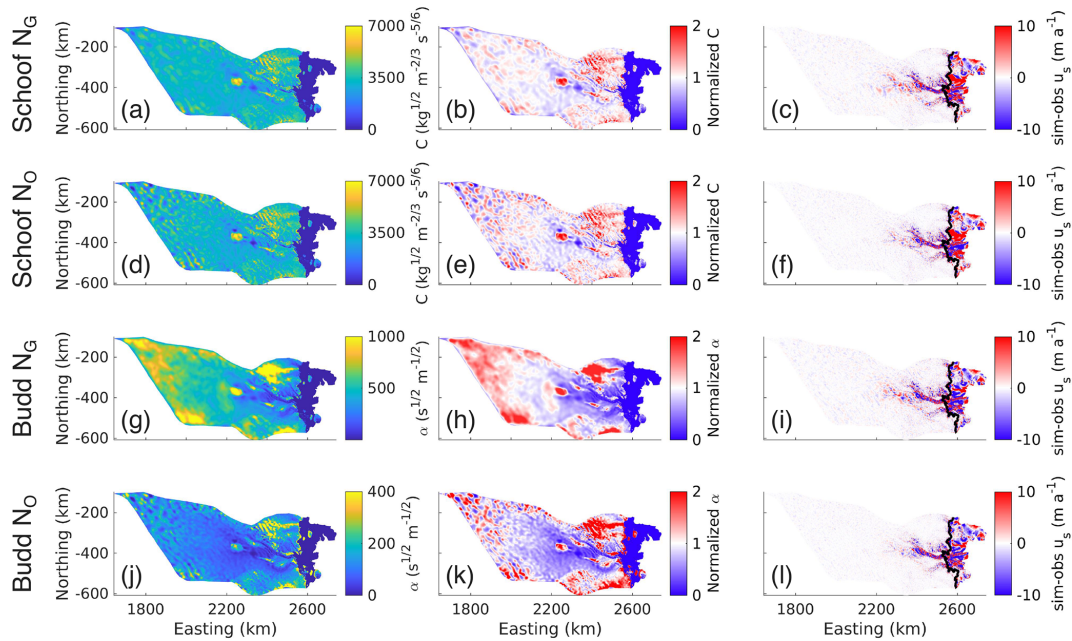 Schoof N_G
Northing (km)
-200
-400
-600
(a)
7000
3500
0
C (kg^1/2 m^-2/3 s^-5/6)
(b)
2
1
0
Normalized C
(c)
10
0
-10
sim-obs u_s (m a^-1)
Schoof N_O
Northing (km)
-200
-400
-600
(d)
7000
3500
0
C (kg^1/2 m^-2/3 s^-5/6)
(e)
2
1
0
Normalized C
(f)
10
0
-10
sim-obs u_s (m a^-1)
Budd N_G
Northing (km)
-200
-400
-600
(g)
1000
500
α (s^1/2 m^-1/2)
(h)
2
1
0
Normalized α
(i)
10
0
-10
sim-obs u_s (m a^-1)
Budd N_O
Northing (km)
-200
-400
-600
(j)
400
200
0
α (s^1/2 m^-1/2)
(k)
2
1
0
Normalized α
(l)
10
0
-10
sim-obs u_s (m a^-1)
1800 2200 2600
Easting (km)
1800 2200 2600
Easting (km)
1800 2200 2600
Easting (km)